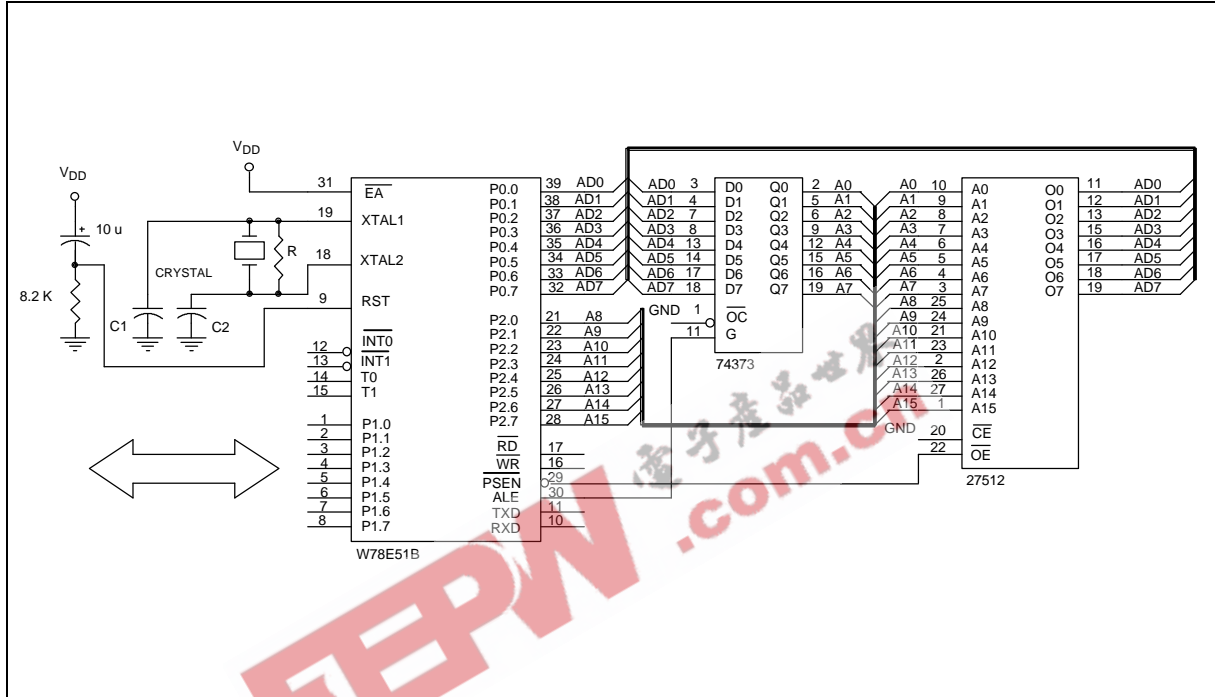 VDD
VDD
10 u
8.2 K
C1
C2
CRYSTAL
R
31 EA
19 XTAL1
18 XTAL2
9 RST
12 INT0
13 INT1
14 T0
15 T1
1 P1.0
2 P1.1
3 P1.2
4 P1.3
5 P1.4
6 P1.5
7 P1.6
8 P1.7
P0.0 39 AD0
P0.1 38 AD1
P0.2 37 AD2
P0.3 36 AD3
P0.4 35 AD4
P0.5 34 AD5
P0.6 33 AD6
P0.7 32 AD7
P2.0 21 A8
P2.1 22 A9
P2.2 23 A10
P2.3 24 A11
P2.4 25 A12
P2.5 26 A13
P2.6 27 A14
P2.7 28 A15
RD 17
WR 16
PSEN 29
ALE 30
TXD 11
RXD 10
W78E51B
AD0 3 D0 Q0 2 A0
AD1 4 D1 Q1 5 A1
AD2 7 D2 Q2 6 A2
AD3 8 D3 Q3 9 A3
AD4 13 D4 Q4 12 A4
AD5 14 D5 Q5 15 A5
AD6 17 D6 Q6 16 A6
AD7 18 D7 Q7 19 A7
GND 1 OC
11 G
74373
A0 10 A0 O0 11 AD0
A1 9 A1 O1 12 AD1
A2 8 A2 O2 13 AD2
A3 7 A3 O3 15 AD3
A4 6 A4 O4 16 AD4
A5 5 A5 O5 17 AD5
A6 4 A6 O6 18 AD6
A7 3 A7 O7 19 AD7
A8 25 A8
A9 24 A9
A10 21 A10
A11 23 A11
A12 2 A12
A13 26 A13
A14 27 A14
A15 1 A15
GND 20 CE
22 OE
27512
電子產品世界
EEPW .com.cn